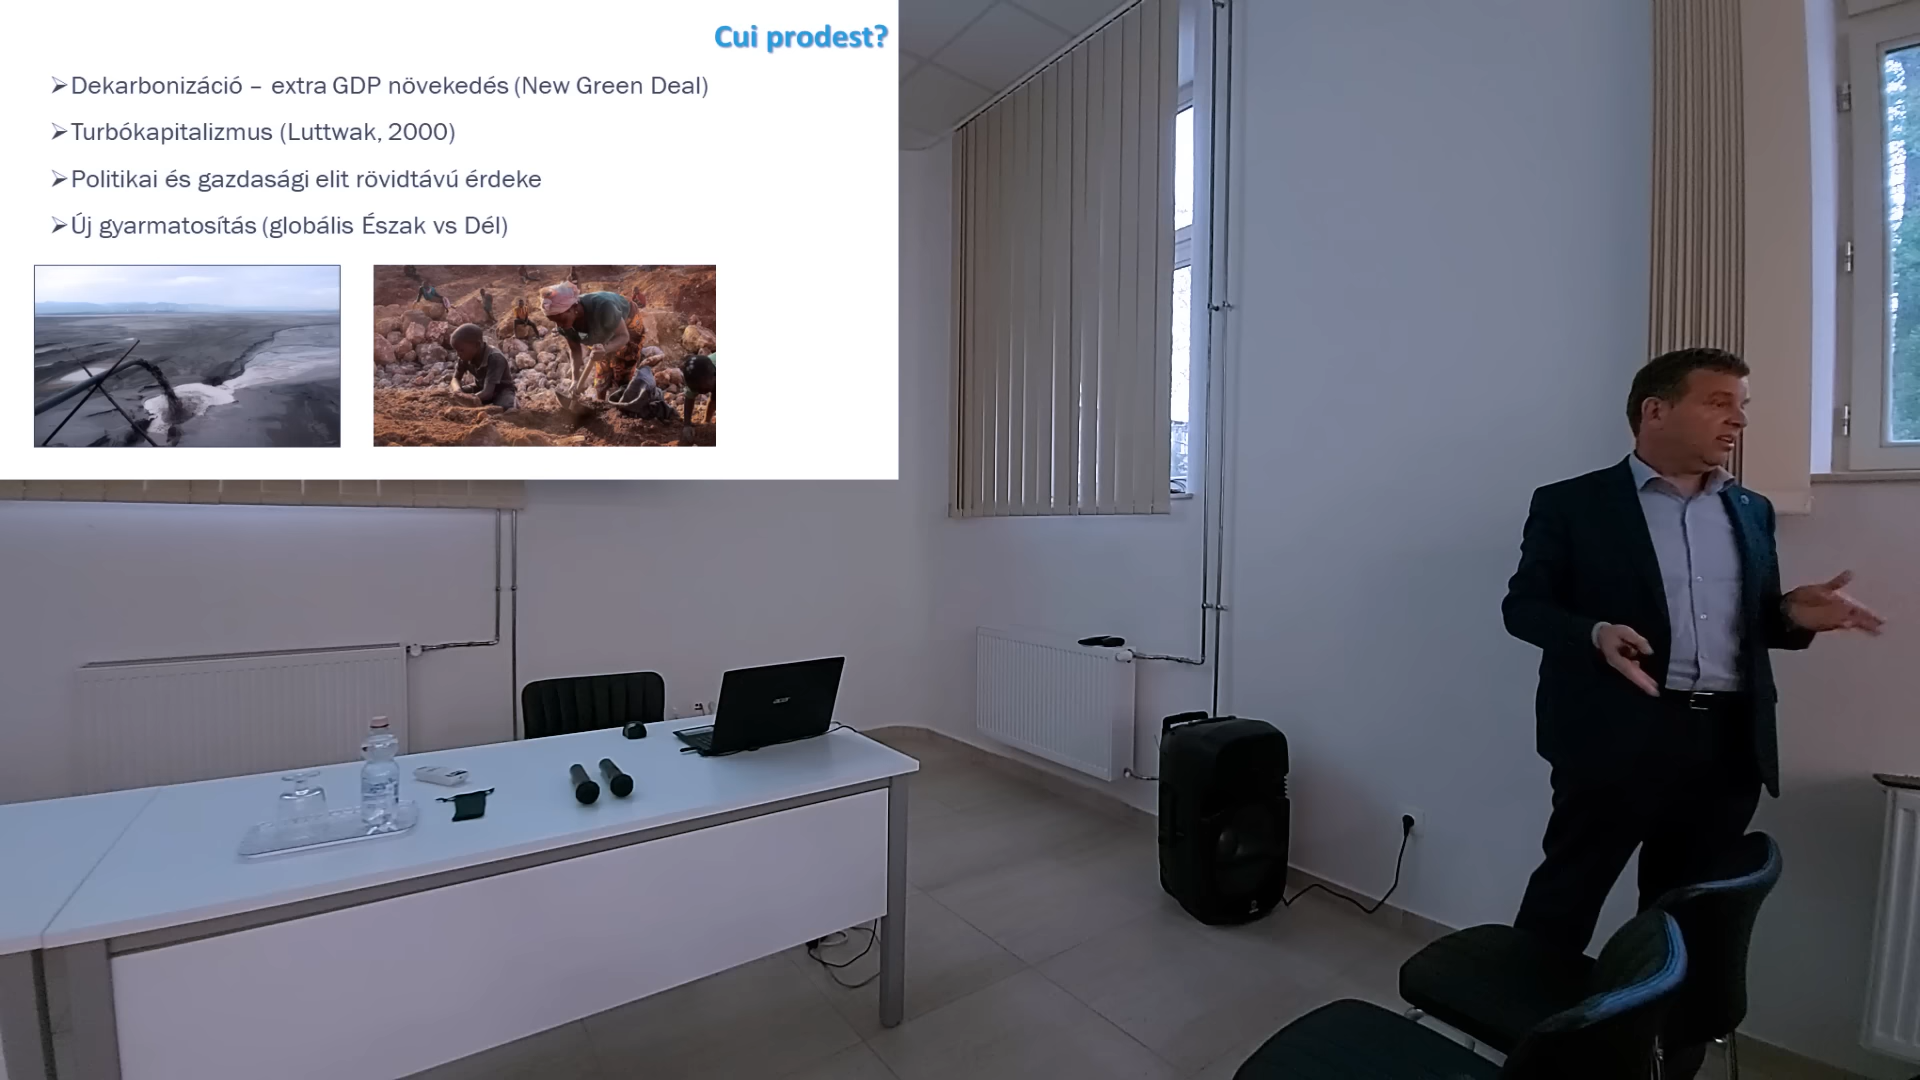 Cui prodest?
Dekarbonizáció – extra GDP növekedés (New Green Deal)
Turbókapitalizmus (Luttwak, 2000)
Politikai és gazdasági elit rövidtávú érdeke
Új gyarmatosítás (globális Észak vs Dél)
acer